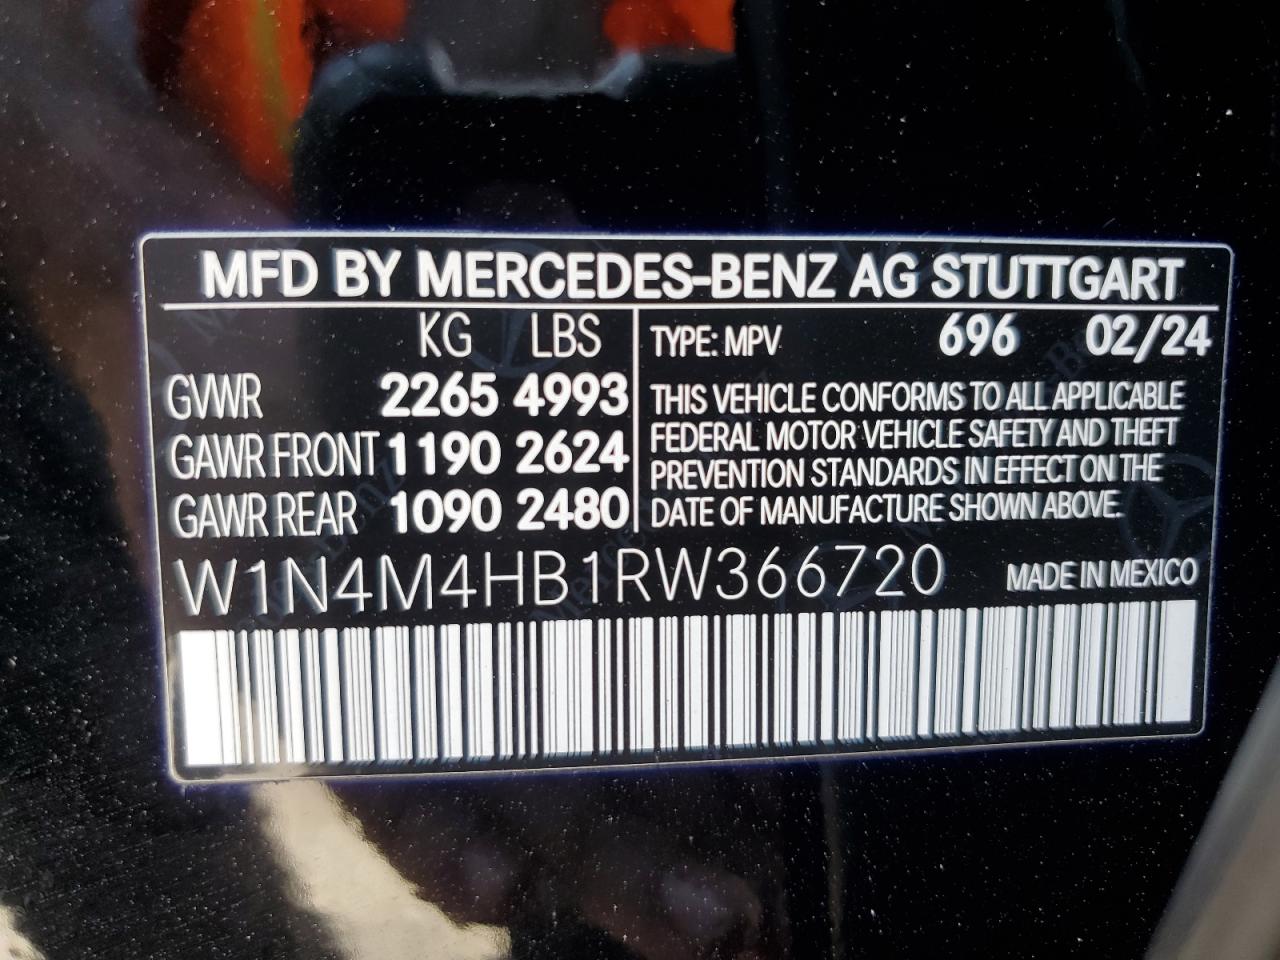 MFD BY MERCEDES-BENZ AG STUTTGART
KG LBS
GVWR 2265 4993
GAWR FRONT 1190 2624
GAWR REAR 1090 2480
TYPE: MPV 696 02/24
THIS VEHICLE CONFORMS TO ALL APPLICABLE
FEDERAL MOTOR VEHICLE SAFETY AND THEFT
PREVENTION STANDARDS IN EFFECT ON THE
DATE OF MANUFACTURE SHOWN ABOVE.
W1N4M4HB1RW366720 MADE IN MEXICO